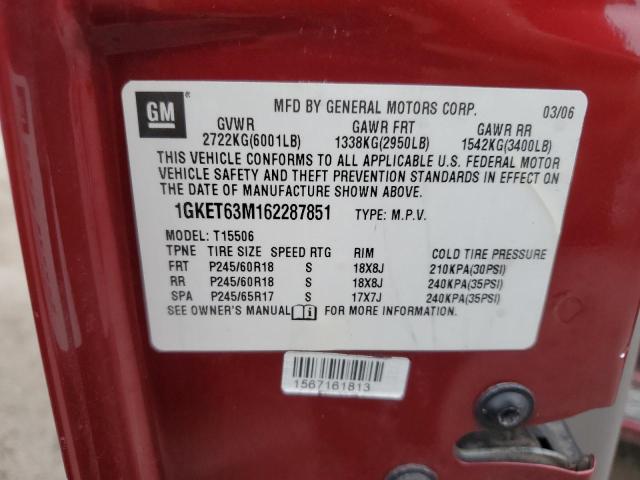 GM ® MFD BY GENERAL MOTORS CORP. 03/06
GVWR GAWR FRT GAWR RR
2722KG(6001LB) 1338KG(2950LB) 1542KG(3400LB)
THIS VEHICLE CONFORMS TO ALL APPLICABLE U.S. FEDERAL MOTOR
VEHICLE SAFETY AND THEFT PREVENTION STANDARDS IN EFFECT ON
THE DATE OF MANUFACTURE SHOWN ABOVE.
1GKET63M162287851 TYPE: M.P.V.
MODEL: T15506
TPNE TIRE SIZE SPEED RTG RIM COLD TIRE PRESSURE
FRT P245/60R18 S 18X8J 210KPA(30PSI)
RR P245/60R18 S 18X8J 240KPA(35PSI)
SPA P245/65R17 S 17X7J 240KPA(35PSI)
SEE OWNER'S MANUAL FOR MORE INFORMATION.
1567161813